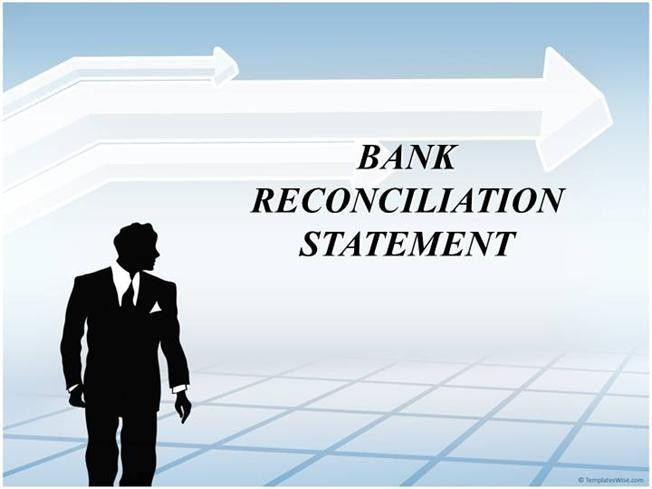 BANK
RECONCILIATION
STATEMENT
© TemplatesWise.com